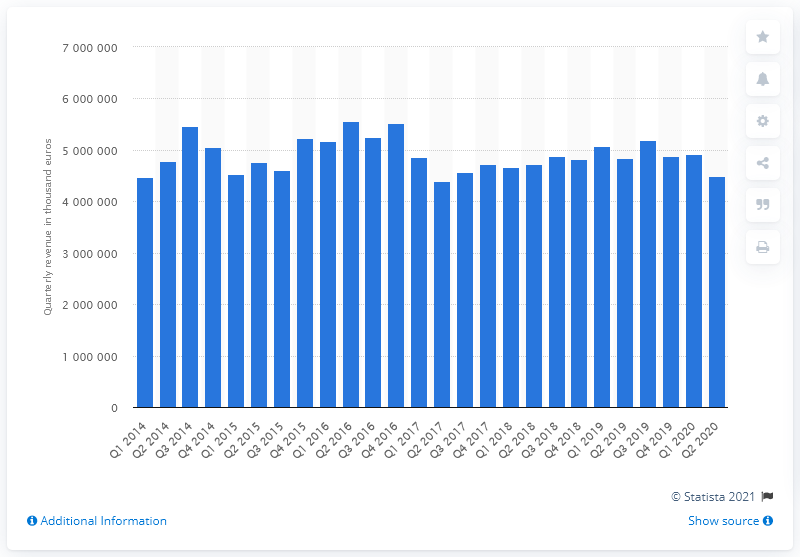 7 000 000
6 000 000
5 000 000
4 000 000
3 000 000
2 000 000
1 000 000
0
Quarterly revenue in thousand euros
Q1 2014
Q2 2014
Q3 2014
Q4 2014
Q1 2015
Q2 2015
Q3 2015
Q4 2015
Q1 2016
Q2 2016
Q3 2016
Q4 2016
Q1 2017
Q2 2017
Q3 2017
Q4 2017
Q1 2018
Q2 2018
Q3 2018
Q4 2018
Q1 2019
Q2 2019
Q3 2019
Q4 2019
Q1 2020
Q2 2020
© Statista 2021
Additional Information
Show source